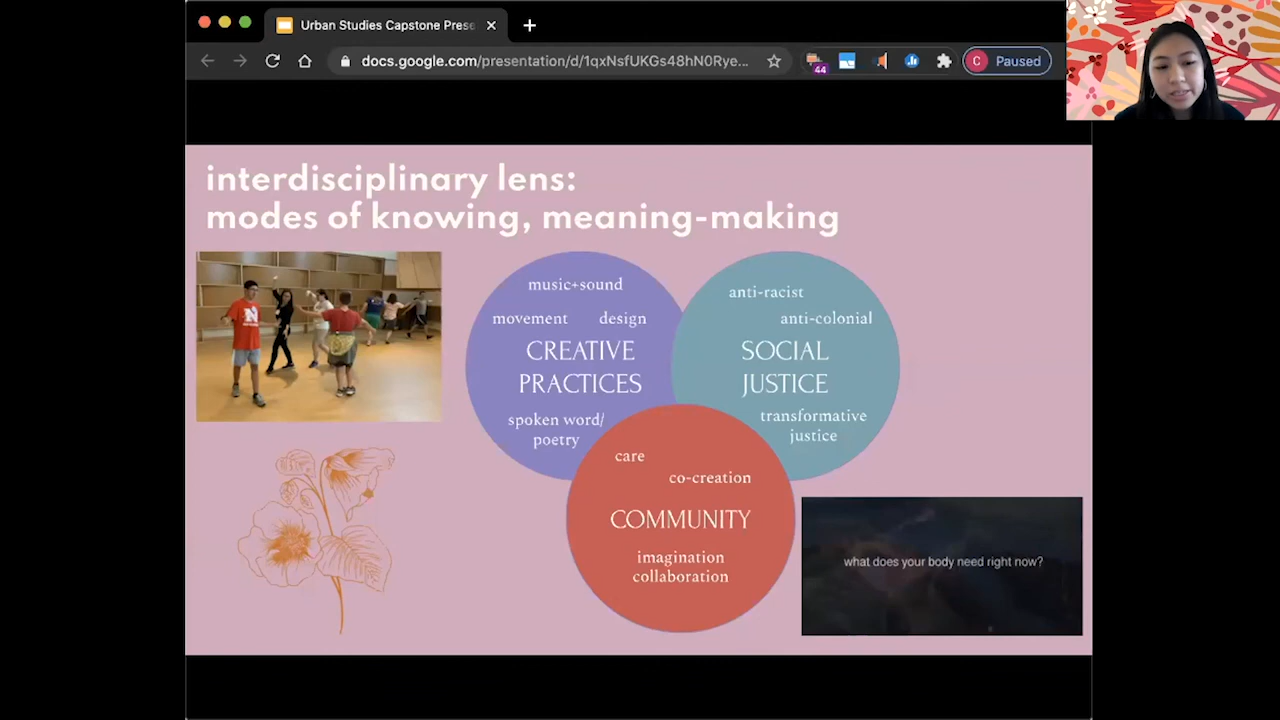 Urban Studies Capstone Prese
docs.google.com/presentation/d/1qxNsfUKGs48hN0Rye...
44
C Paused
interdisciplinary lens:
modes of knowing, meaning-making
music+sound
movement design
CREATIVE
PRACTICES
spoken word/
poetry
anti-racist
anti-colonial
SOCIAL
JUSTICE
transformative
justice
care
co-creation
COMMUNITY
imagination
collaboration
N
what does your body need right now?